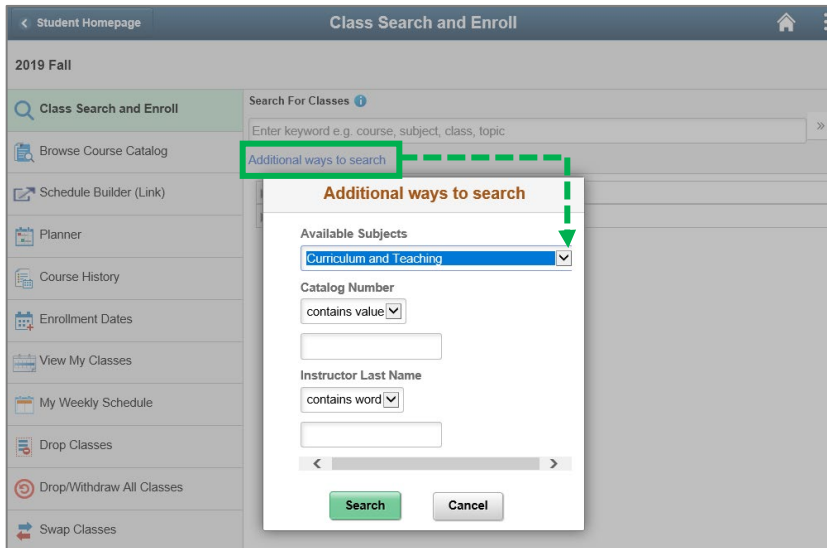 Student Homepage
Class Search and Enroll
2019 Fall
Class Search and Enroll
Browse Course Catalog
Schedule Builder (Link)
Planner
Course History
Enrollment Dates
View My Classes
My Weekly Schedule
Drop Classes
Drop/Withdraw All Classes
Swap Classes
Search For Classes
Enter keyword e.g. course, subject, class, topic
Additional ways to search
Additional ways to search
Available Subjects
Curriculum and Teaching
Catalog Number
contains value
Instructor Last Name
contains word
Search
Cancel